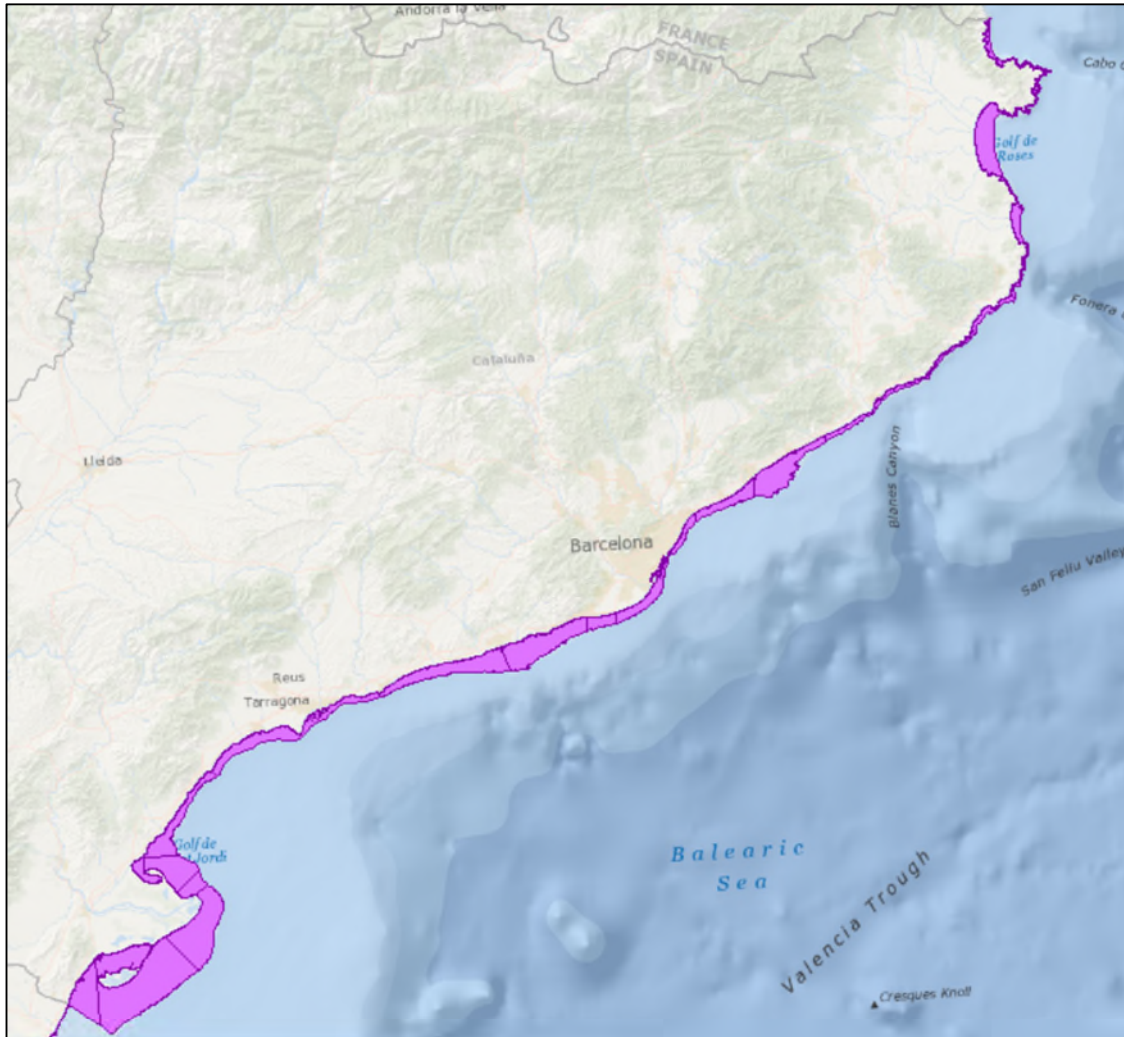 Andorra la Vella
FRANCE
SPAIN
Cabo
Golf de
Roses
Fonera
Cataluña
Blanes Canyon
Lleida
Barcelona
San Feliu Valley
Reus
Tarragona
Golf de
Jordi
Balearic
Sea
Valencia Trough
Cresques Knoll